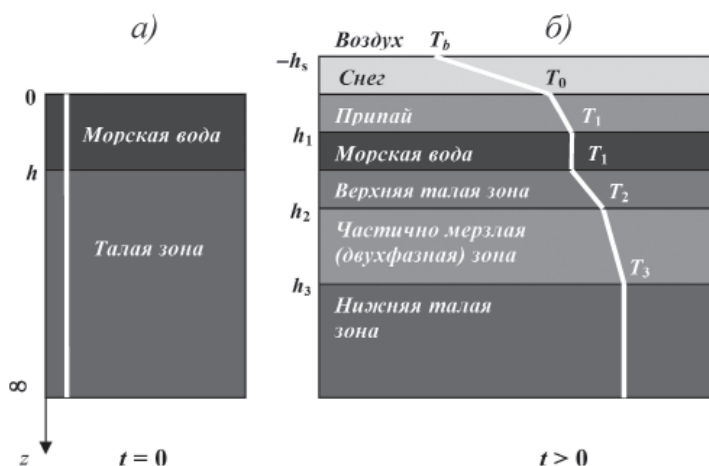 а)
0
Морская вода
h
Талая зона
∞
z
t = 0
б)
Воздух T_b
–h_s
Снег
T_0
Припай
T_1
h_1
Морская вода
T_1
Верхняя талая зона
T_2
h_2
Частично мерзлая
(двухфазная) зона
T_3
h_3
Нижняя талая
зона
t > 0